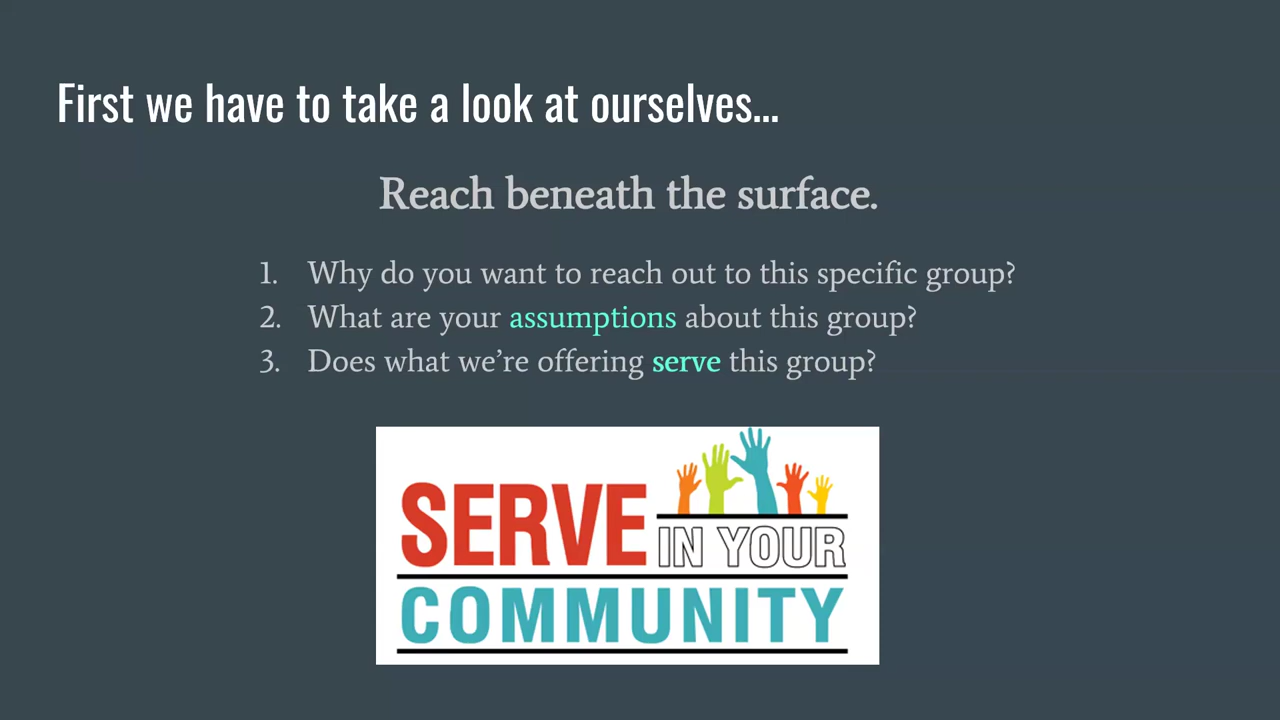 First we have to take a look at ourselves...
Reach beneath the surface.
1. Why do you want to reach out to this specific group?
2. What are your assumptions about this group?
3. Does what we’re offering serve this group?
SERVE IN YOUR
COMMUNITY